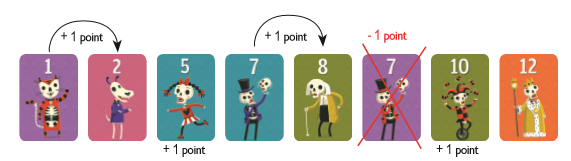 + 1 point
+ 1 point
- 1 point
1
2
5
7
8
7
10
12
+ 1 point
+ 1 point